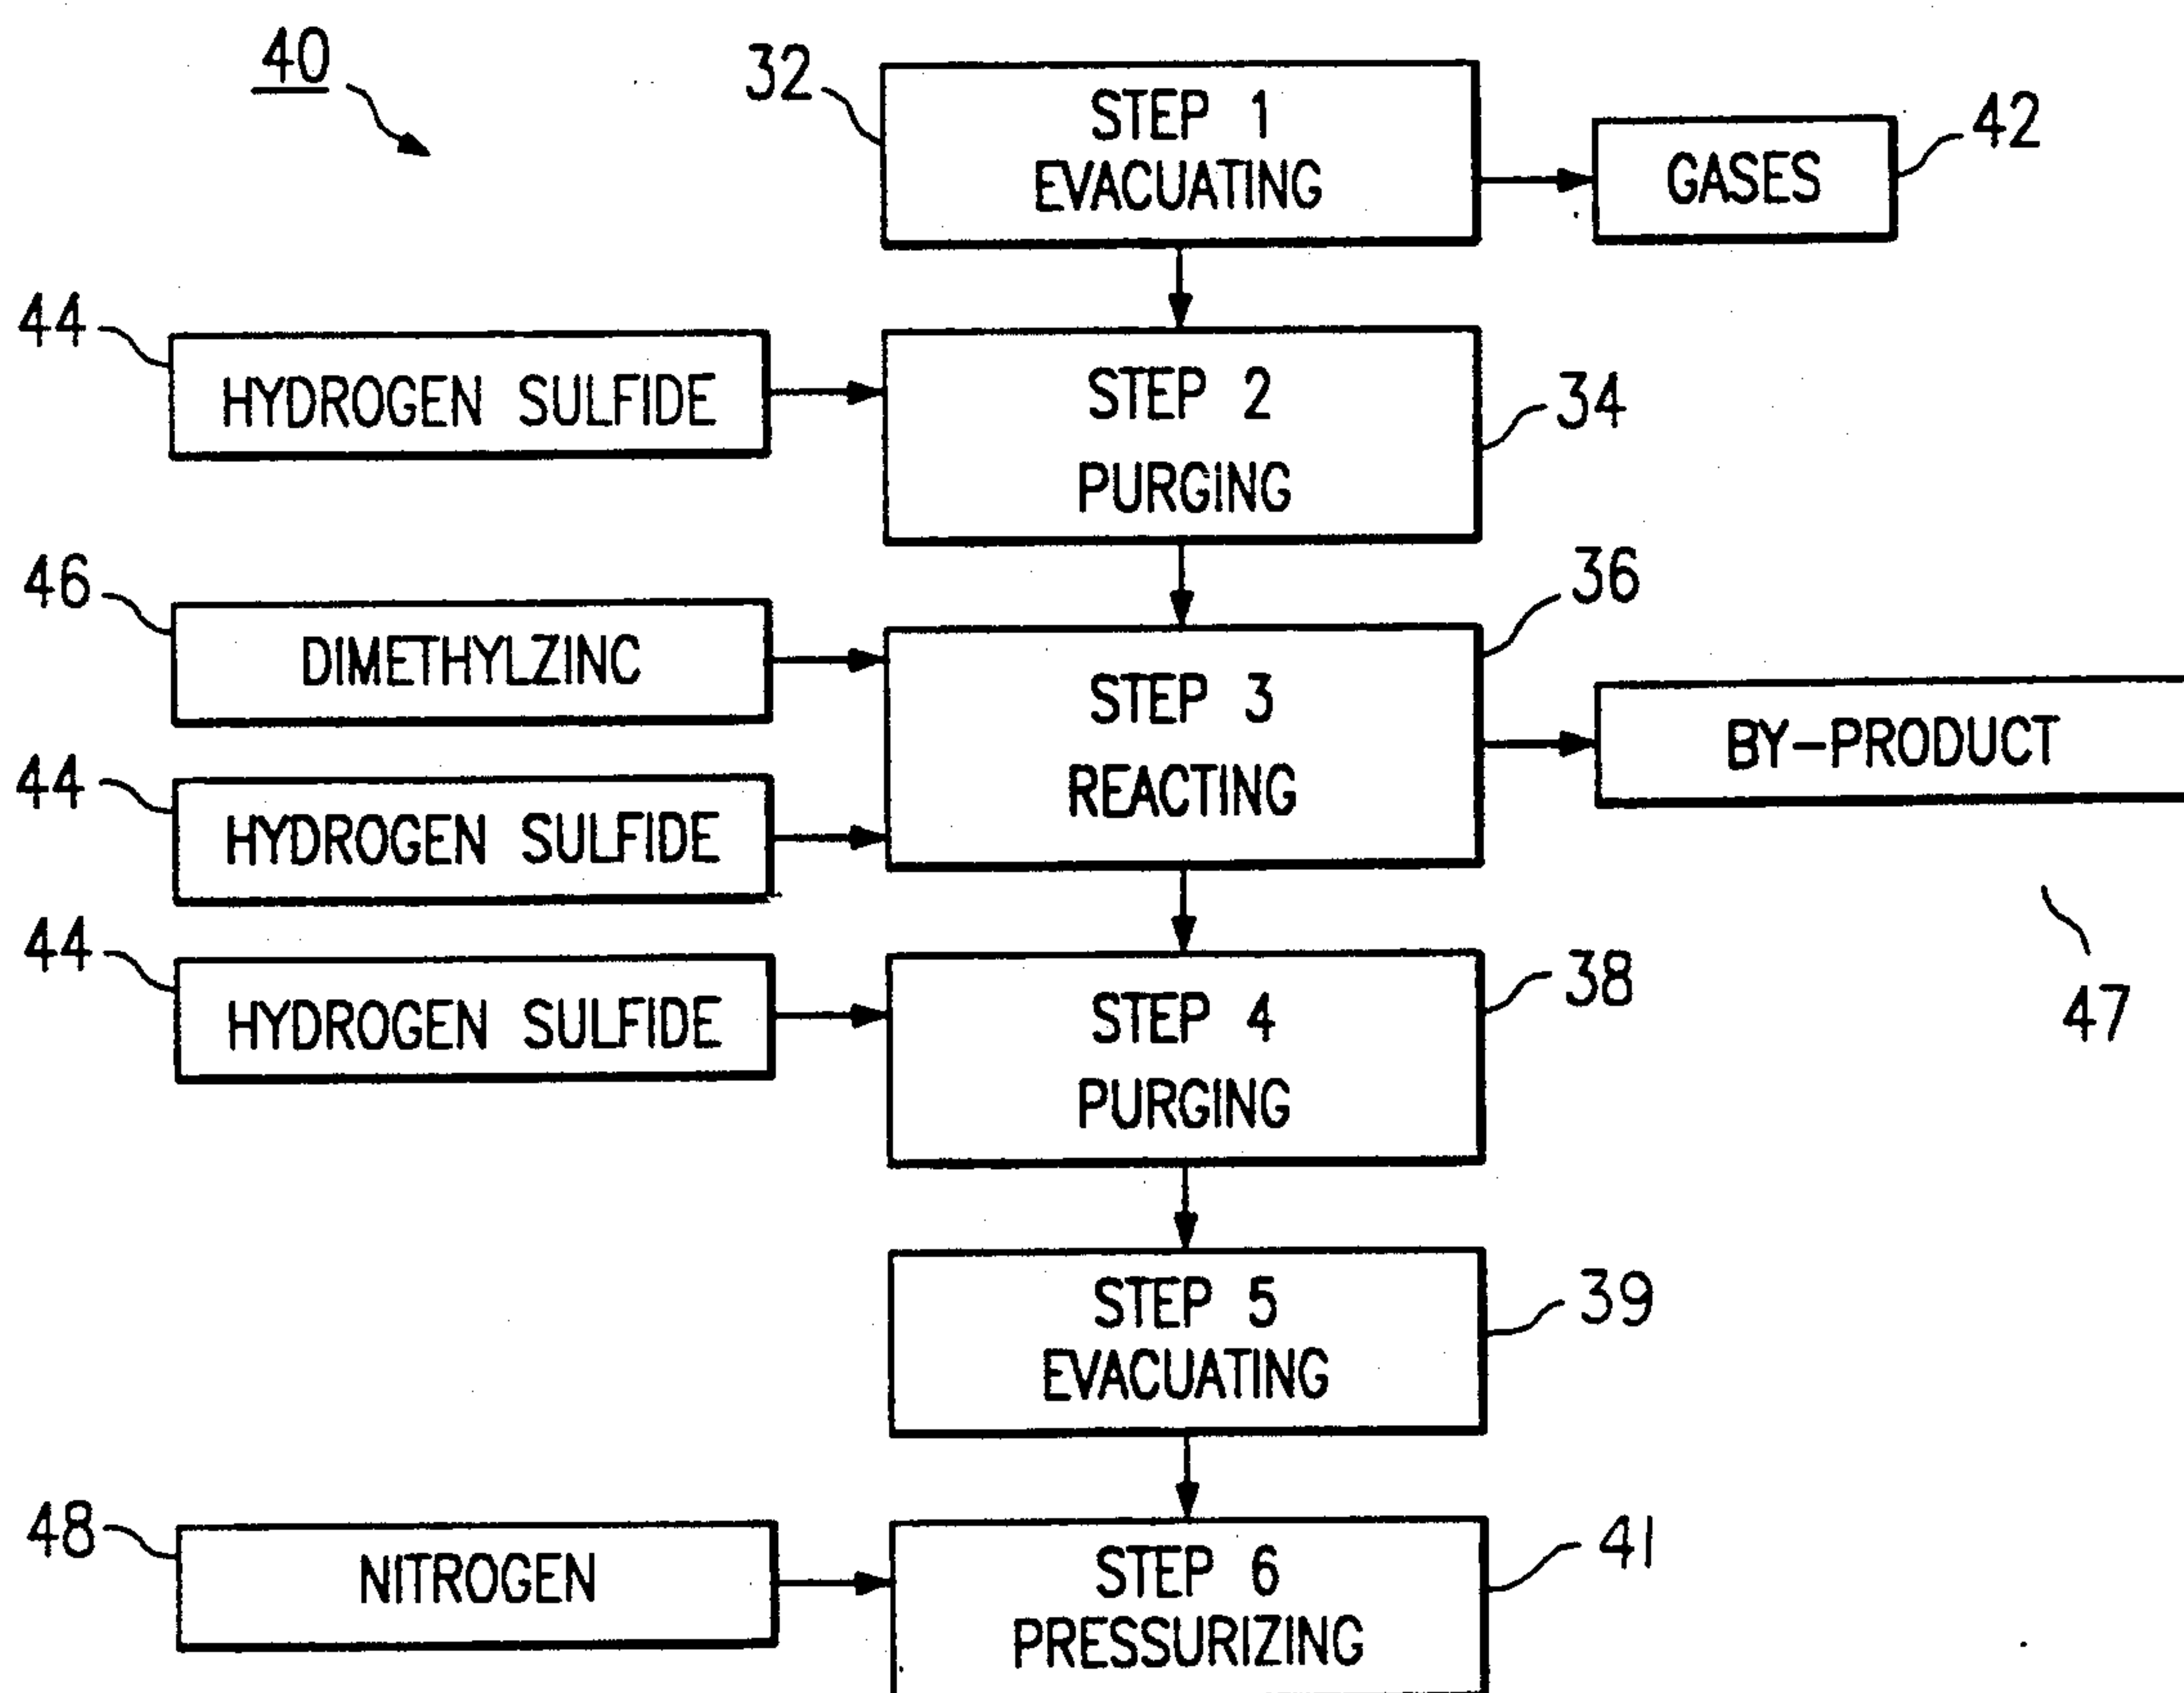 40
32
STEP 1
EVACUATING
GASES
42
44
HYDROGEN SULFIDE
STEP 2
PURGING
34
46
DIMETHYLZINC
44
HYDROGEN SULFIDE
STEP 3
REACTING
36
BY-PRODUCT
47
44
HYDROGEN SULFIDE
STEP 4
PURGING
38
STEP 5
EVACUATING
39
48
NITROGEN
STEP 6
PRESSURIZING
41